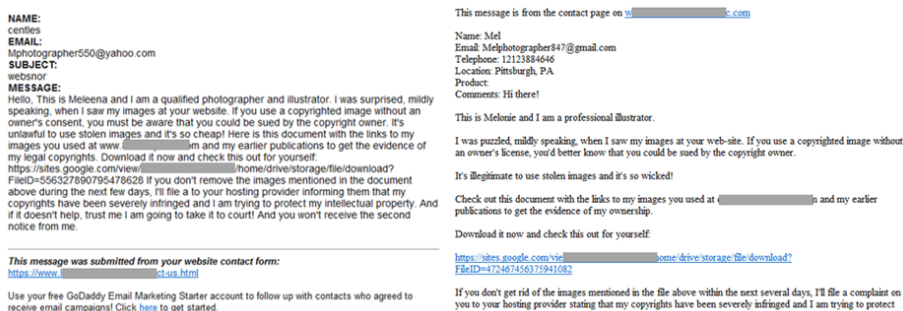 NAME:
centles
EMAIL:
Mphotographer550@yahoo.com
SUBJECT:
websnor
MESSAGE:
Hello, This is Meleena and I am a qualified photographer and illustrator. I was surprised, mildly
speaking, when I saw my images at your website. If you use a copyrighted image without an
owner's consent, you must be aware that you could be sued by the copyright owner. It's
unlawful to use stolen images and it's so cheap! Here is this document with the links to my
images you used at www. m and my earlier publications to get the evidence of
my legal copyrights. Download it now and check this out for yourself:
https://sites.google.com/view/ /home/drive/storage/file/download?
FileID=556327890795478628 If you don't remove the images mentioned in the document
above during the next few days, I'll file a to your hosting provider informing them that my
copyrights have been severely infringed and I am trying to protect my intellectual property. And
if it doesn't help, trust me I am going to take it to court! And you won't receive the second
notice from me.
This message was submitted from your website contact form:
https://www. ct-us.html
Use your free GoDaddy Email Marketing Starter account to follow up with contacts who agreed to
receive email campaigns! Click here to get started.
This message is from the contact page on w c.com
Name: Mel
Email: Melphotographer847@gmail.com
Telephone: 12123884646
Location: Pittsburgh, PA
Product:
Comments: Hi there!
This is Melonie and I am a professional illustrator.
I was puzzled, mildly speaking, when I saw my images at your web-site. If you use a copyrighted image without
an owner's license, you'd better know that you could be sued by the copyright owner.
It's illegitimate to use stolen images and it's so wicked!
Check out this document with the links to my images you used at n and my earlier
publications to get the evidence of my ownership.
Download it now and check this out for yourself:
https://sites.google.com/vie ome/drive/storage/file/download?
FileID=472467456375941082
If you don't get rid of the images mentioned in the file above within the next several days, I'll file a complaint on
you to your hosting provider stating that my copyrights have been severely infringed and I am trying to protect